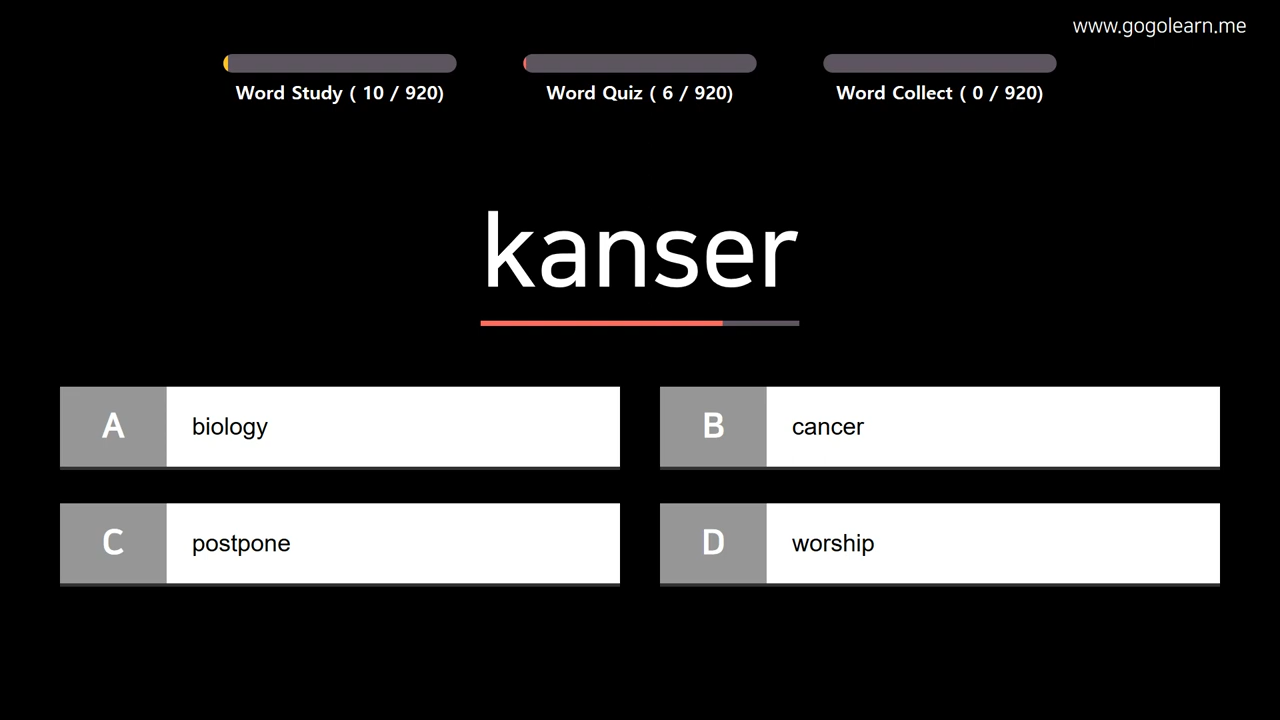 www.gogolearn.me
Word Study ( 10 / 920)
Word Quiz ( 6 / 920)
Word Collect ( 0 / 920)
kanser
A biology
B cancer
C postpone
D worship